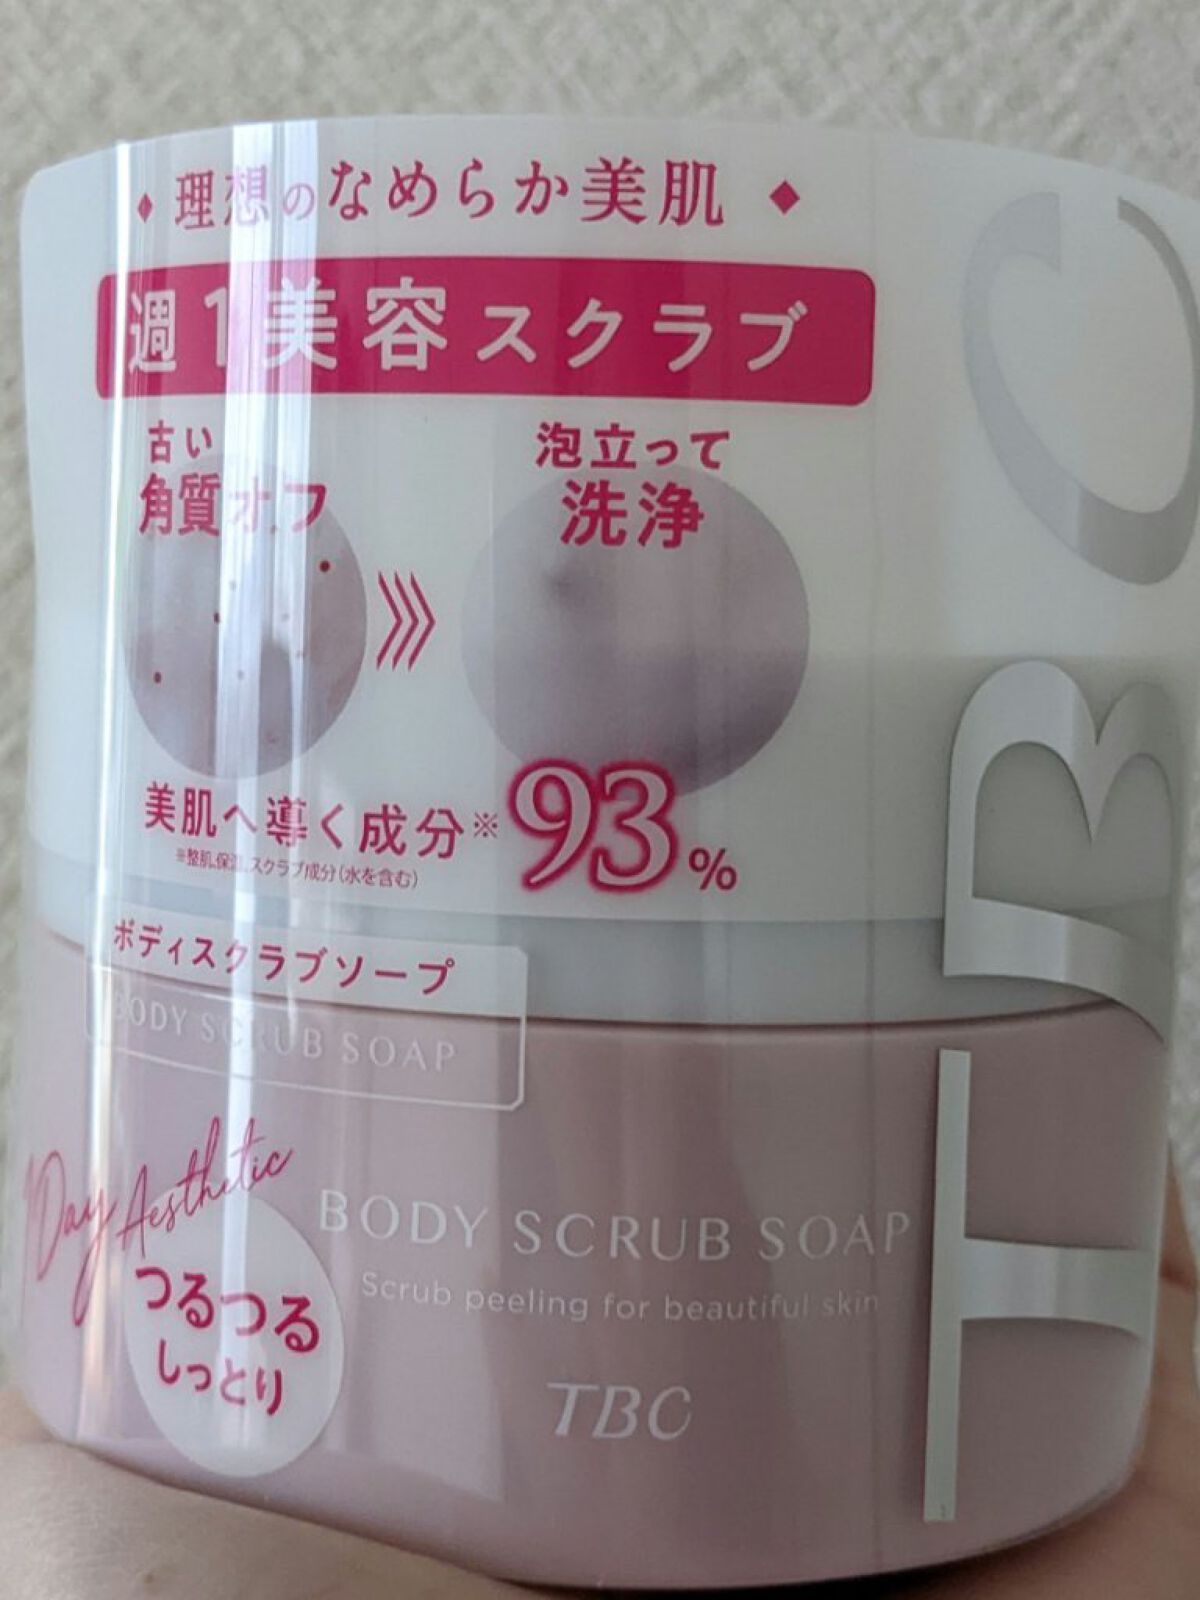 理想のなめらか美肌
週1美容スクラブ
古い
角質オフ
泡立って
洗浄
美肌へ導く成分※93%
※整肌、保湿、スクラブ成分(水を含む)
ボディスクラブソープ
BODY SCRUB SOAP
1Day Aesthetic
つるつる
しっとり
BODY SCRUB SOAP
Scrub peeling for beautiful skin
TBC
TBC